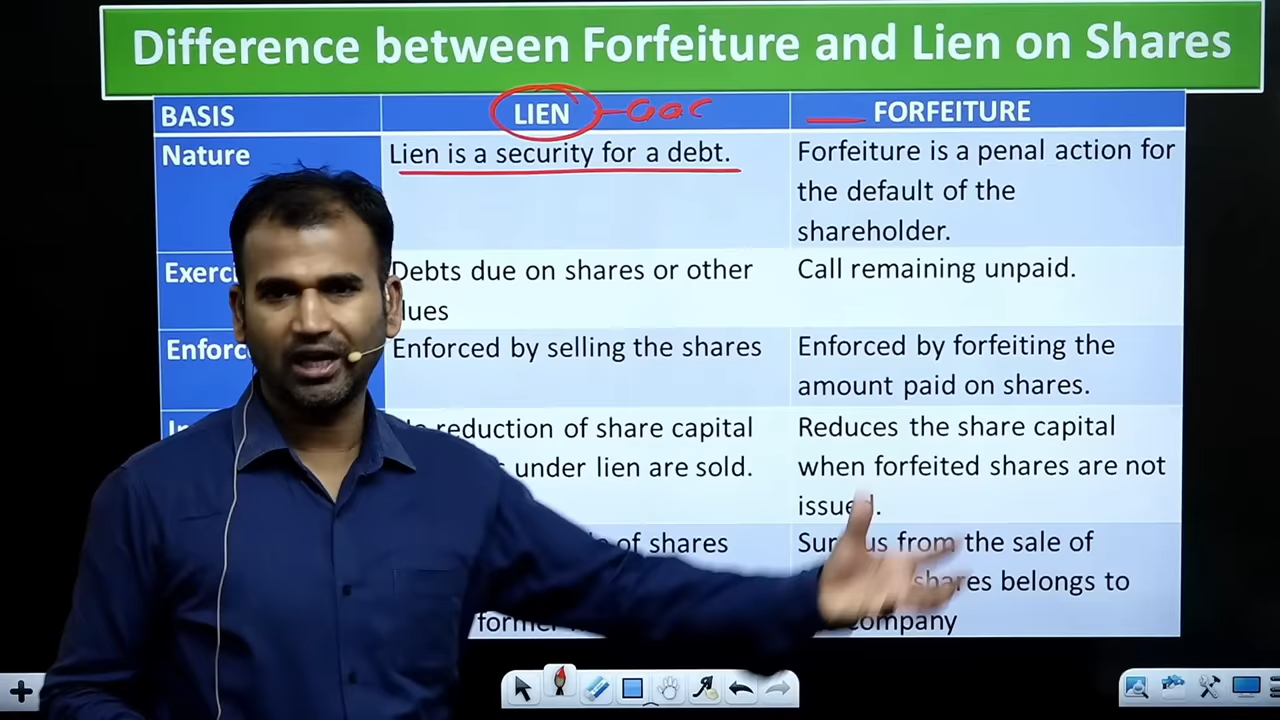 Difference between Forfeiture and Lien on Shares
BASIS LIEN FORFEITURE
Nature
Lien is a security for a debt.
Forfeiture is a penal action for
the default of the
shareholder.
Debts due on shares or other
Call remaining unpaid.
Enforced by selling the shares
Enforced by forfeiting the
amount paid on shares.
reduction of share capital
under lien are sold.
Reduces the share capital
when forfeited shares are not
of shares
from the sale of
shares belongs to
company